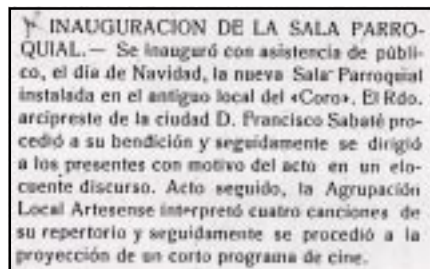 INAUGURACION DE LA SALA PARRO-
QUIAL.— Se inauguró con asistencia de públi-
co, el día de Navidad, la nueva Sala Parroquial
instalada en el antiguo local del «Coro». El Rdo.
arcipreste de la ciudad D. Francisco Sabaté pro-
cedió a su bendición y seguidamente se dirigió
a los presentes con motivo del acto en un elo-
cuente discurso. Acto seguido, la Agrupación
Local Artesense interpretó cuatro canciones de
su repertorio y seguidamente se procedió a la
proyección de un corto programa de cine.